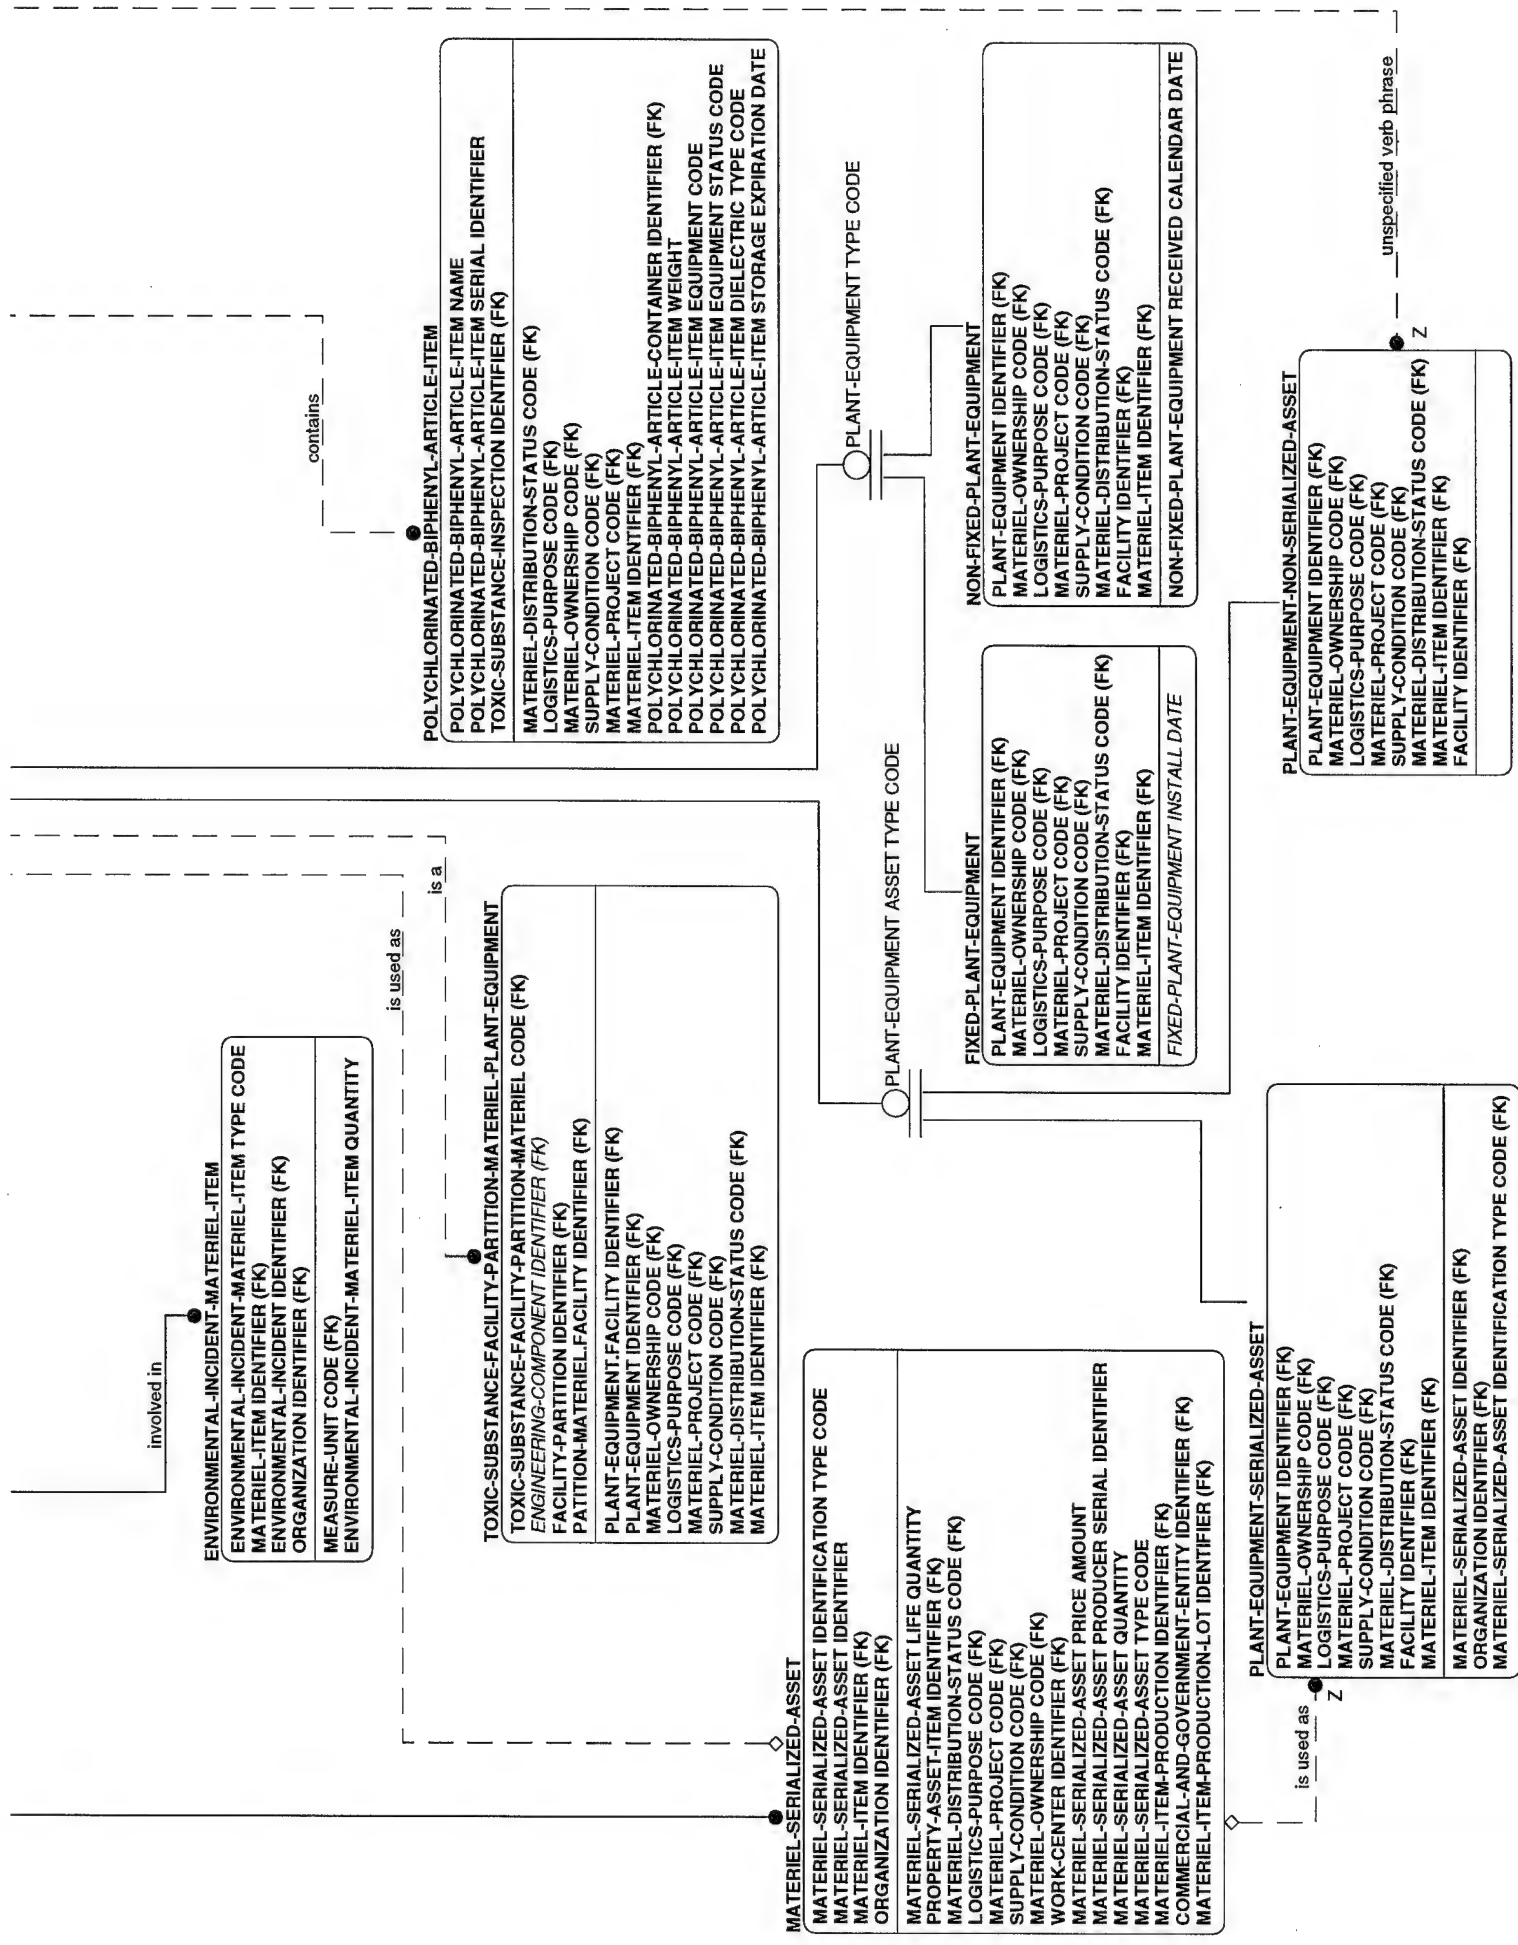 involved in
ENVIRONMENTAL-INCIDENT-MATERIEL-ITEM
ENVIRONMENTAL-INCIDENT-MATERIEL-ITEM TYPE CODE
MATERIEL-ITEM IDENTIFIER (FK)
ENVIRONMENTAL-INCIDENT IDENTIFIER (FK)
ORGANIZATION IDENTIFIER (FK)
MEASURE-UNIT CODE (FK)
ENVIRONMENTAL-INCIDENT-MATERIEL-ITEM QUANTITY
is used as
is a
contains
POLYCHLORINATED-BIPHENYL-ARTICLE-ITEM
POLYCHLORINATED-BIPHENYL-ARTICLE-ITEM NAME
POLYCHLORINATED-BIPHENYL-ARTICLE-ITEM SERIAL IDENTIFIER
TOXIC-SUBSTANCE-INSPECTION IDENTIFIER (FK)
MATERIEL-DISTRIBUTION-STATUS CODE (FK)
LOGISTICS-PURPOSE CODE (FK)
MATERIEL-OWNERSHIP CODE (FK)
SUPPLY-CONDITION CODE (FK)
MATERIEL-PROJECT CODE (FK)
MATERIEL-ITEM IDENTIFIER (FK)
POLYCHLORINATED-BIPHENYL-ARTICLE-CONTAINER IDENTIFIER (FK)
POLYCHLORINATED-BIPHENYL-ARTICLE-ITEM WEIGHT
POLYCHLORINATED-BIPHENYL-ARTICLE-ITEM EQUIPMENT CODE
POLYCHLORINATED-BIPHENYL-ARTICLE-ITEM EQUIPMENT STATUS CODE
POLYCHLORINATED-BIPHENYL-ARTICLE-ITEM DIELECTRIC TYPE CODE
POLYCHLORINATED-BIPHENYL-ARTICLE-ITEM STORAGE EXPIRATION DATE
TOXIC-SUBSTANCE-FACILITY-PARTITION-MATERIEL-PLANT-EQUIPMENT
TOXIC-SUBSTANCE-FACILITY-PARTITION-MATERIEL CODE (FK)
ENGINEERING-COMPONENT IDENTIFIER (FK)
FACILITY-PARTITION IDENTIFIER (FK)
PATITION-MATERIEL.FACILITY IDENTIFIER (FK)
PLANT-EQUIPMENT.FACILITY IDENTIFIER (FK)
PLANT-EQUIPMENT IDENTIFIER (FK)
MATERIEL-OWNERSHIP CODE (FK)
LOGISTICS-PURPOSE CODE (FK)
MATERIEL-PROJECT CODE (FK)
SUPPLY-CONDITION CODE (FK)
MATERIEL-DISTRIBUTION-STATUS CODE (FK)
MATERIEL-ITEM IDENTIFIER (FK)
MATERIEL-SERIALIZED-ASSET
MATERIEL-SERIALIZED-ASSET IDENTIFICATION TYPE CODE
MATERIEL-SERIALIZED-ASSET IDENTIFIER
MATERIEL-ITEM IDENTIFIER (FK)
ORGANIZATION IDENTIFIER (FK)
MATERIEL-SERIALIZED-ASSET LIFE QUANTITY
PROPERTY-ASSET-ITEM IDENTIFIER (FK)
MATERIEL-DISTRIBUTION-STATUS CODE (FK)
LOGISTICS-PURPOSE CODE (FK)
MATERIEL-PROJECT CODE (FK)
SUPPLY-CONDITION CODE (FK)
MATERIEL-OWNERSHIP CODE (FK)
WORK-CENTER IDENTIFIER (FK)
MATERIEL-SERIALIZED-ASSET PRICE AMOUNT
MATERIEL-SERIALIZED-ASSET PRODUCER SERIAL IDENTIFIER
MATERIEL-SERIALIZED-ASSET QUANTITY
MATERIEL-SERIALIZED-ASSET TYPE CODE
MATERIEL-ITEM-PRODUCTION IDENTIFIER (FK)
COMMERCIAL-AND-GOVERNMENT-ENTITY IDENTIFIER (FK)
MATERIEL-ITEM-PRODUCTION-LOT IDENTIFIER (FK)
PLANT-EQUIPMENT ASSET TYPE CODE
PLANT-EQUIPMENT TYPE CODE
FIXED-PLANT-EQUIPMENT
PLANT-EQUIPMENT IDENTIFIER (FK)
MATERIEL-OWNERSHIP CODE (FK)
LOGISTICS-PURPOSE CODE (FK)
MATERIEL-PROJECT CODE (FK)
SUPPLY-CONDITION CODE (FK)
MATERIEL-DISTRIBUTION-STATUS CODE (FK)
FACILITY IDENTIFIER (FK)
MATERIEL-ITEM IDENTIFIER (FK)
FIXED-PLANT-EQUIPMENT INSTALL DATE
NON-FIXED-PLANT-EQUIPMENT
PLANT-EQUIPMENT IDENTIFIER (FK)
MATERIEL-OWNERSHIP CODE (FK)
LOGISTICS-PURPOSE CODE (FK)
MATERIEL-PROJECT CODE (FK)
SUPPLY-CONDITION CODE (FK)
MATERIEL-DISTRIBUTION-STATUS CODE (FK)
FACILITY IDENTIFIER (FK)
MATERIEL-ITEM IDENTIFIER (FK)
NON-FIXED-PLANT-EQUIPMENT RECEIVED CALENDAR DATE
is used as
Z
PLANT-EQUIPMENT-SERIALIZED-ASSET
PLANT-EQUIPMENT IDENTIFIER (FK)
MATERIEL-OWNERSHIP CODE (FK)
LOGISTICS-PURPOSE CODE (FK)
MATERIEL-PROJECT CODE (FK)
SUPPLY-CONDITION CODE (FK)
MATERIEL-DISTRIBUTION-STATUS CODE (FK)
FACILITY IDENTIFIER (FK)
MATERIEL-ITEM IDENTIFIER (FK)
MATERIEL-SERIALIZED-ASSET IDENTIFIER (FK)
ORGANIZATION IDENTIFIER (FK)
MATERIEL-SERIALIZED-ASSET IDENTIFICATION TYPE CODE (FK)
PLANT-EQUIPMENT-NON-SERIALIZED-ASSET
PLANT-EQUIPMENT IDENTIFIER (FK)
MATERIEL-OWNERSHIP CODE (FK)
LOGISTICS-PURPOSE CODE (FK)
MATERIEL-PROJECT CODE (FK)
SUPPLY-CONDITION CODE (FK)
MATERIEL-DISTRIBUTION-STATUS CODE (FK)
MATERIEL-ITEM IDENTIFIER (FK)
FACILITY IDENTIFIER (FK)
Z
unspecified verb phrase